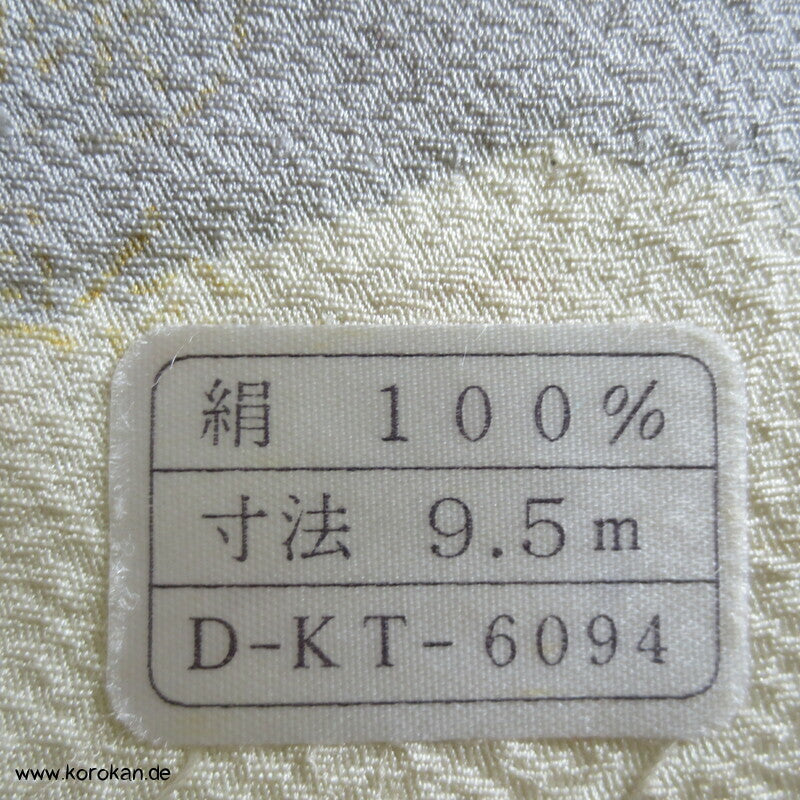 絹 100%
寸法 9.5m
D-KT-6094
www.korokan.de